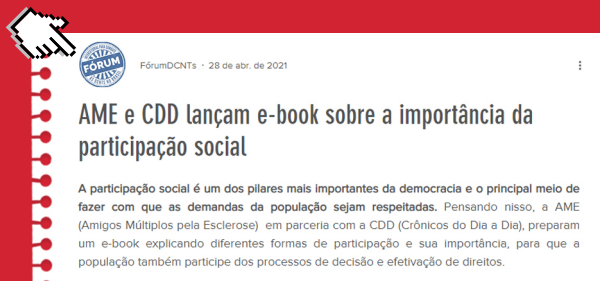 FÓRUM
FórumDCNTs · 28 de abr. de 2021
AME e CDD lançam e-book sobre a importância da
participação social
A participação social é um dos pilares mais importantes da democracia e o principal meio de
fazer com que as demandas da população sejam respeitadas. Pensando nisso, a AME
(Amigos Múltiplos pela Esclerose) em parceria com a CDD (Crônicos do Dia a Dia), preparam
um e-book explicando diferentes formas de participação e sua importância, para que a
população também participe dos processos de decisão e efetivação de direitos.